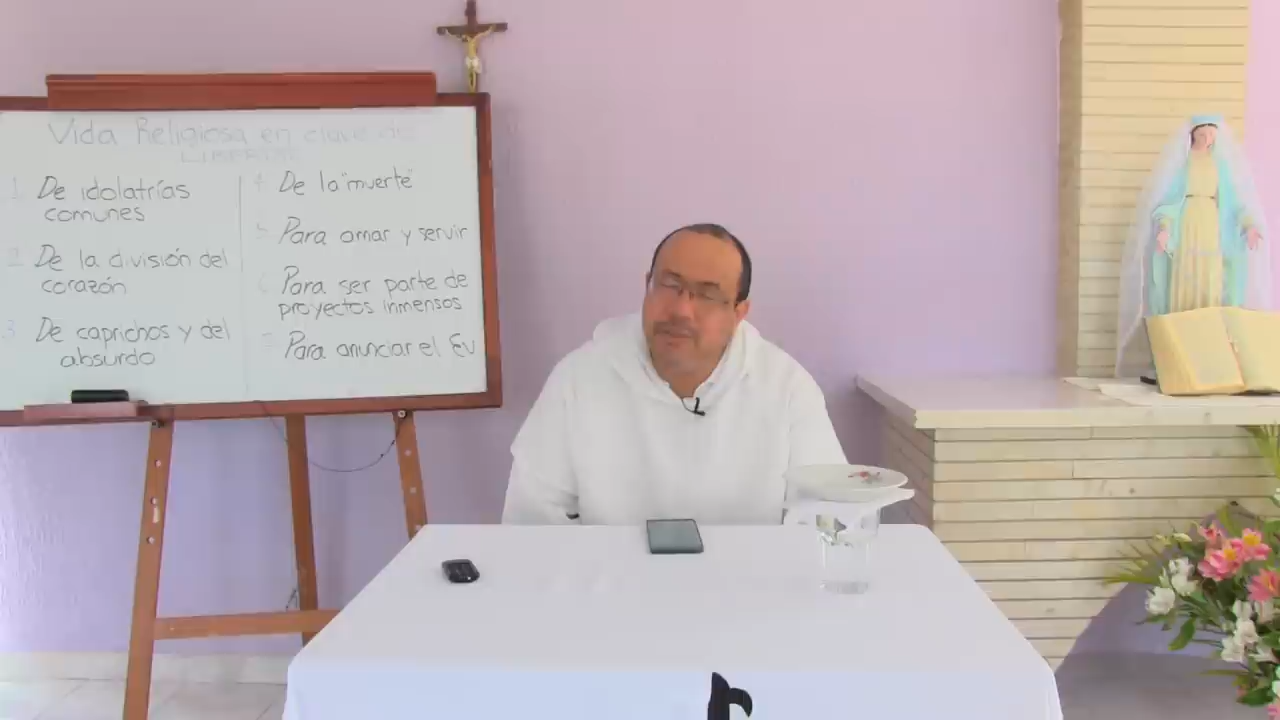 Vida Religiosa en clave de
LIBERTAD
1. De idolatrías
comunes
2. De la división del
corazón
3. De caprichos y del
absurdo
4. De la "muerte"
5. Para amar y servir
6. Para ser parte de
proyectos inmensos
7. Para anunciar el Ev